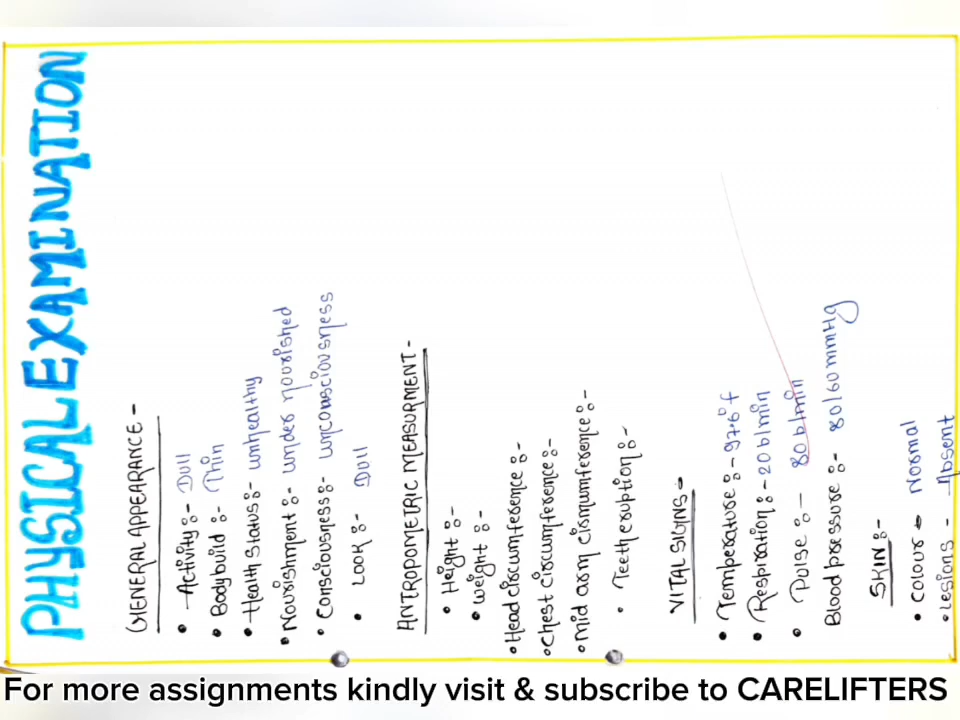 PHYSICAL EXAMINATION
GENERAL APPEARANCE -
• Activity :- Dull
• Bodybuild :- Thin
• Health status :- unhealthy
• Nourishment :- under nourished
• Consciousness :- unconsciousness
• Look :- Dull
ANTROPOMETRIC MEASURMENT -
• Height :-
• weight :-
• Head circumference :-
• Chest circumference :-
• Mid arm cirmumference :-
• Teeth eruption :-
VITAL SIGNS :-
• Temperature :- 97.6°f
• Respiration :- 20 b/min
• Pulse :- 80 b/min
Blood pressure :- 80/60 mmHg
SKIN :-
• Colour - Normal
• Lesions - Absent
For more assignments kindly visit & subscribe to CARELIFTERS